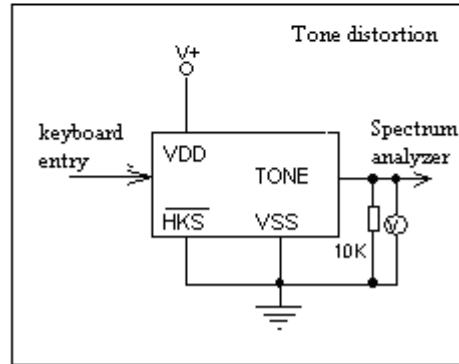 Tone distortion
V+
keyboard
entry
Spectrum
analyzer
VDD
TONE
HKS
VSS
10K
V